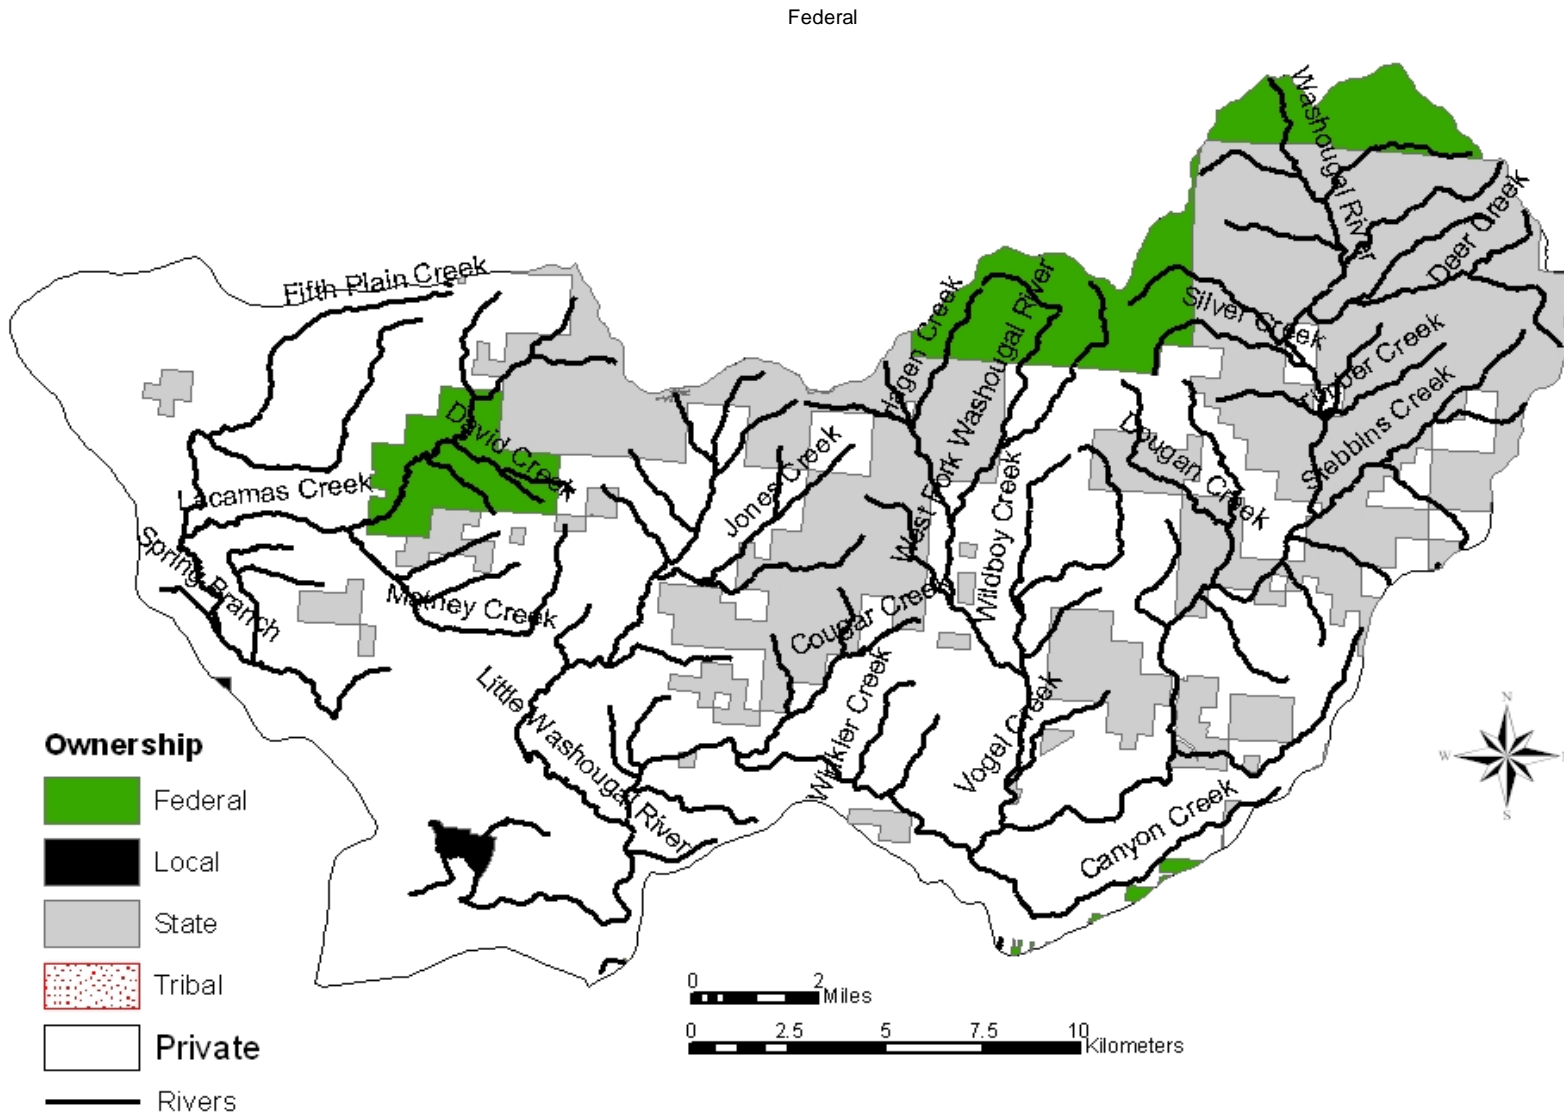 Federal
Washougal River
Deer Creek
Fifth Plain Creek
Hagen Creek
West Fork Washougal River
Silver Creek
Timber Creek
Stebbins Creek
David Creek
Dougan Creek
Lacamas Creek
Jones Creek
Wildboy Creek
Spring Branch
Matney Creek
Cougar Creek
Little Washougal River
Winkler Creek
Vogel Creek
Canyon Creek
N
W
S
Ownership
Federal
Local
State
Tribal
Private
Rivers
0 2 Miles
0 2.5 5 7.5 10 Kilometers